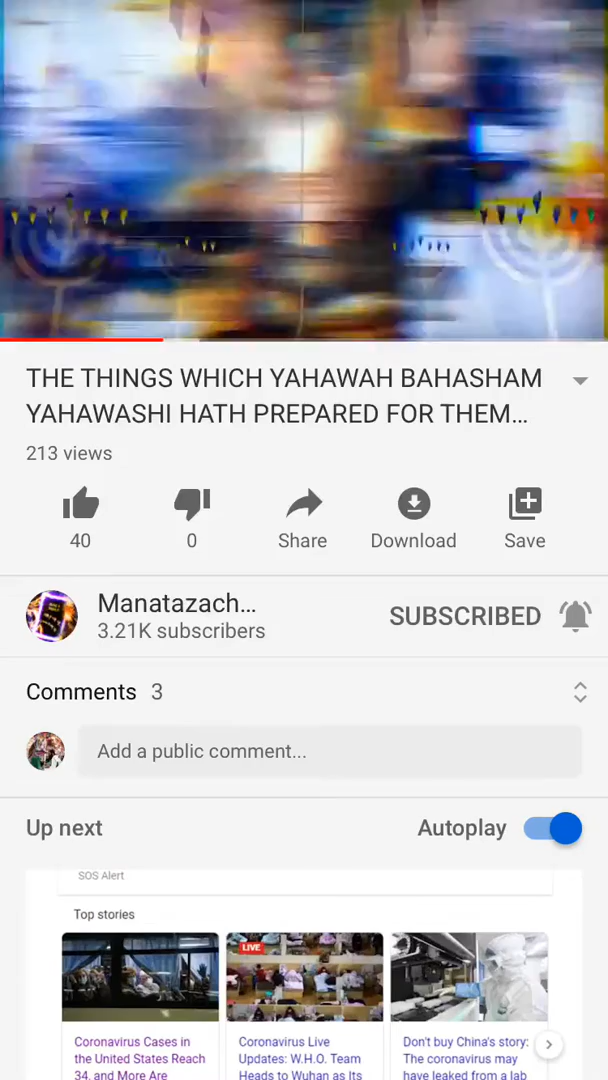 THE THINGS WHICH YAHAWAH BAHASHAM
YAHAWASHI HATH PREPARED FOR THEM...
213 views
40
0
Share
Download
Save
Manatazach...
3.21K subscribers
SUBSCRIBED
Comments 3
Add a public comment...
Up next
Autoplay
SOS Alert
Top stories
LIVE
Coronavirus Cases in
the United States Reach
34, and More Are
Coronavirus Live
Updates: W.H.O. Team
Heads to Wuhan as Its
Don't buy China's story:
The coronavirus may
have leaked from a lab